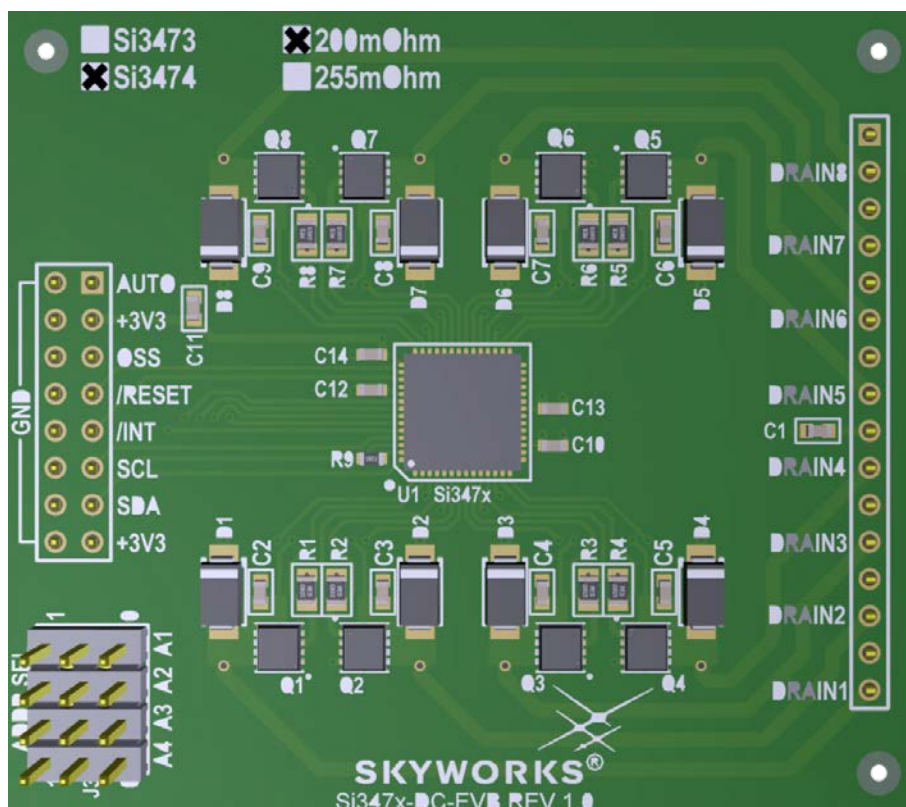 Si3473
200mOhm
Si3474
255mOhm
Q8
Q7
Q6
Q5
DRAIN8
DRAIN7
DRAIN6
DRAIN5
DRAIN4
DRAIN3
DRAIN2
DRAIN1
D8
C9
R8
R7
C8
D7
D6
C7
R6
R5
C6
D5
AUTO
+3V3
OSS
/RESET
/INT
SCL
SDA
+3V3
GND
C11
C14
C12
C13
C10
R9
C1
U1 Si347x
D1
C2
R1
R2
C3
D2
D3
C4
R3
R4
C5
D4
Q1
Q2
Q3
Q4
1
0
A1
A2
A3
A4
1
0
SKYWORKS®
Si347x-DC-EVB REV 1.0